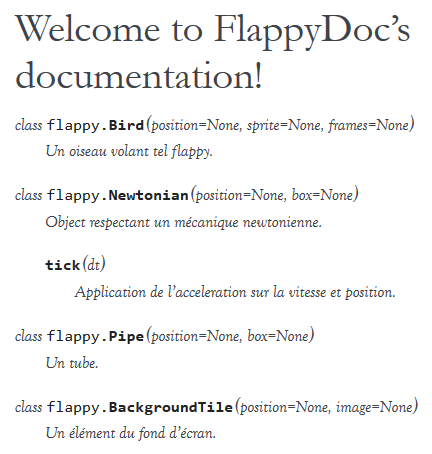 Welcome to FlappyDoc’s
documentation!
class flappy.Bird(position=None, sprite=None, frames=None)
Un oiseau volant tel flappy.
class flappy.Newtonian(position=None, box=None)
Object respectant un mécanique newtonienne.
tick(dt)
Application de l’acceleration sur la vitesse et position.
class flappy.Pipe(position=None, box=None)
Un tube.
class flappy.BackgroundTile(position=None, image=None)
Un élément du fond d’écran.